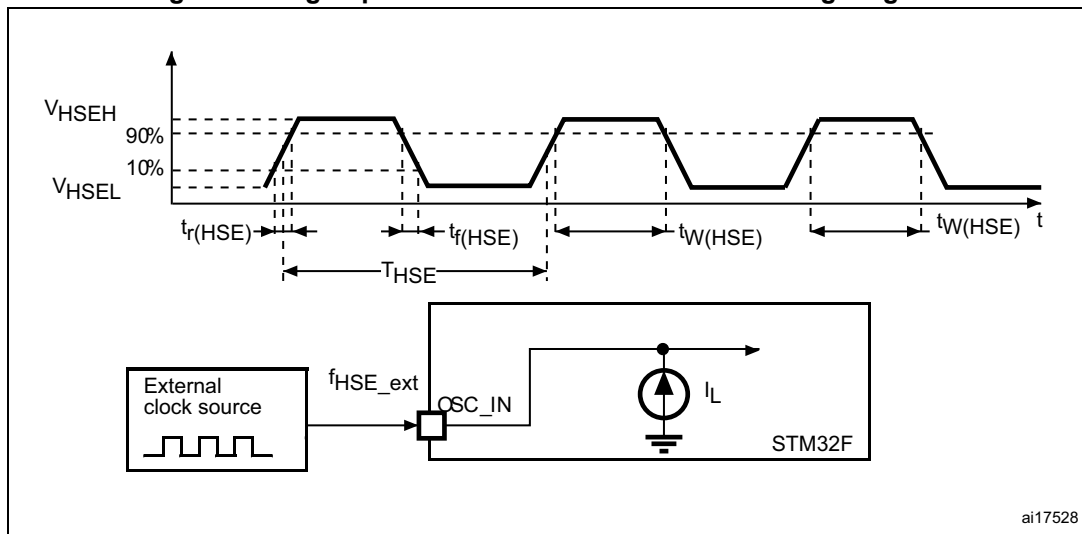 VHSEH
90%
10%
VHSEL
tr(HSE)
tf(HSE)
tW(HSE)
tW(HSE)
t
THSE
External
clock source
fHSE_ext
OSC_IN
IL
STM32F
ai17528